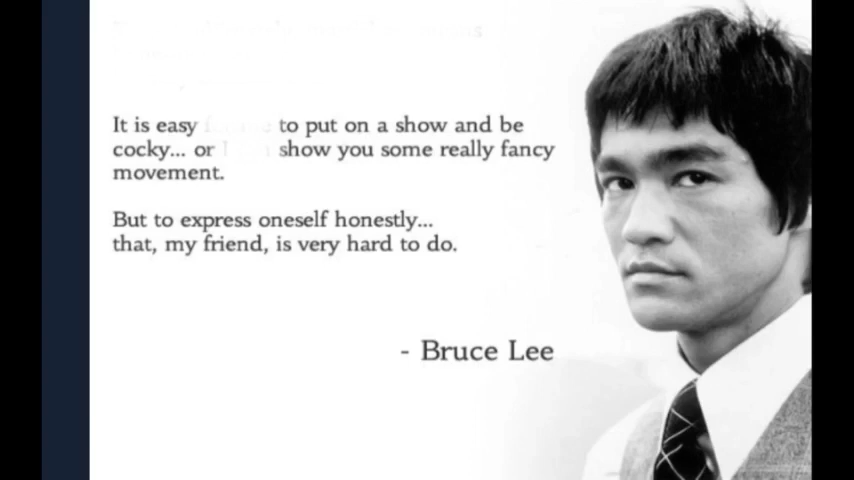 It is easy to put on a show and be
cocky... or show you some really fancy
movement.
But to express oneself honestly...
that, my friend, is very hard to do.
- Bruce Lee